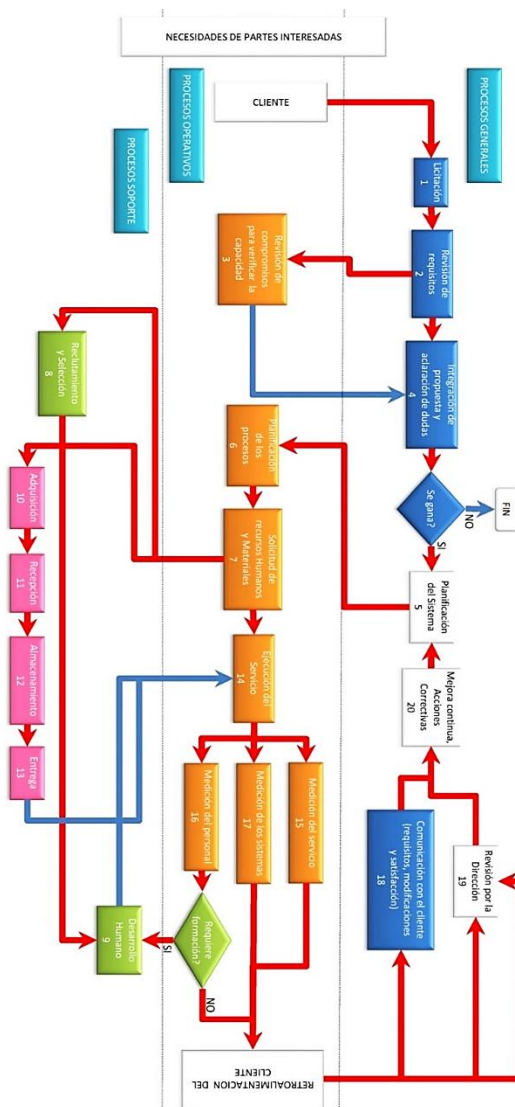 NECESIDADES DE PARTES INTERESADAS
PROCESOS GENERALES
PROCESOS OPERATIVOS
PROCESOS SOPORTE
CLIENTE
Licitación
1
Revisión de
requisitos
2
Revisión de
compromisos
para verificar la
capacidad
3
Integración de
propuesta y
aclaración de dudas
4
Se gana?
NO
FIN
SI
Planificación
del Sistema
5
Planificación
de los
procesos
6
Solicitud de
recursos Humanos
Y Materiales
7
Reclutamiento
y Selección
8
Adquisición
10
Recepción
11
Almacenamiento
12
Entrega
13
Ejecución del
Servicio
14
Medición del servicio
15
Medición de los sistemas
17
Medición del personal
16
Requiere
formación?
SI
NO
Desarrollo
Humano
9
Mejora continua,
Acciones
Correctivas
20
Comunicación con el cliente
(requisitos, modificaciones
y satisfacción)
18
Revisión por la
Dirección
19
RETROALIMENTACION DEL
CLIENTE